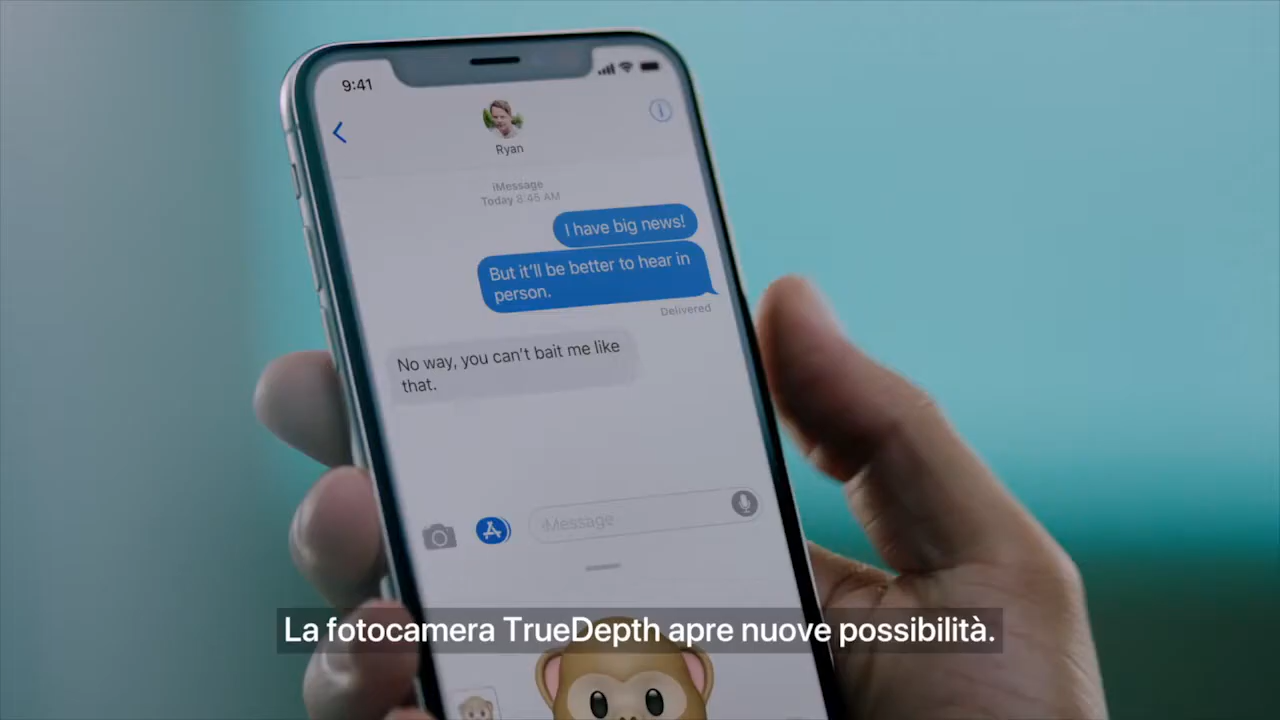 9:41
Ryan
iMessage
Today 8:45 AM
I have big news!
But it'll be better to hear in
person.
Delivered
No way, you can't bait me like
that.
iMessage
La fotocamera TrueDepth apre nuove possibilità.